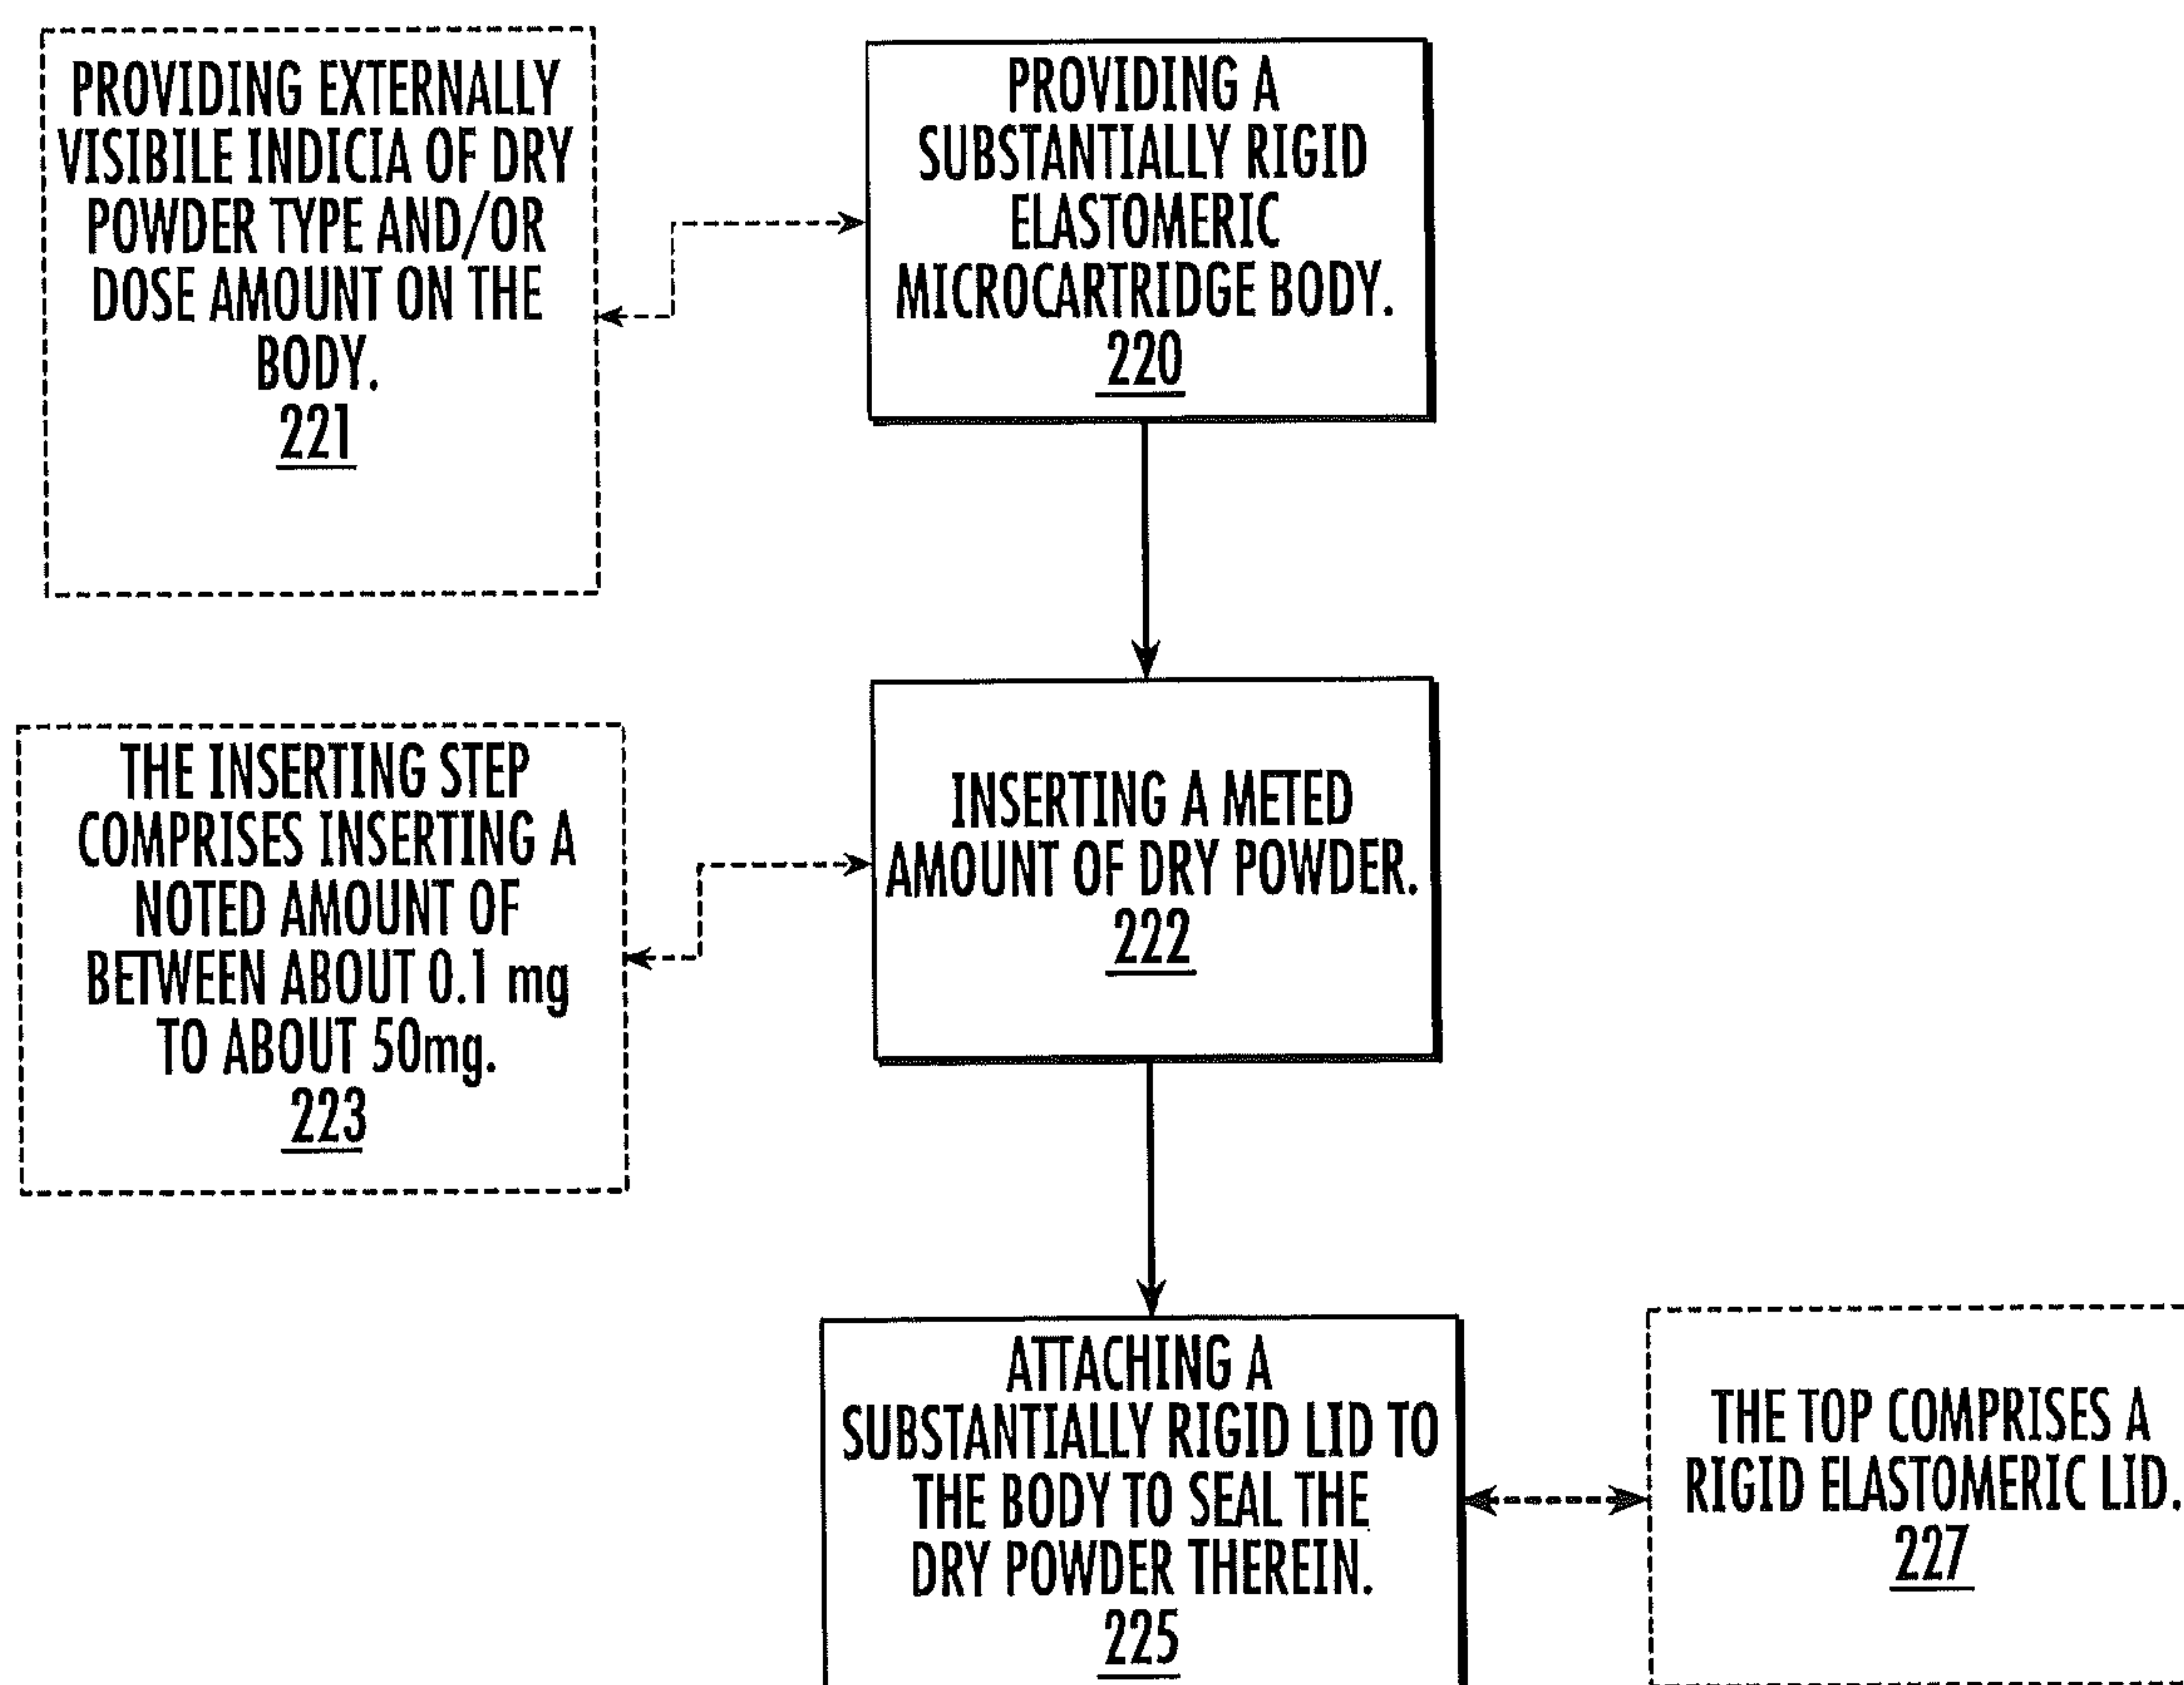 PROVIDING EXTERNALLY
VISIBILE INDICIA OF DRY
POWDER TYPE AND/OR
DOSE AMOUNT ON THE
BODY.
221
PROVIDING A
SUBSTANTIALLY RIGID
ELASTOMERIC
MICROCARTRIDGE BODY.
220
THE INSERTING STEP
COMPRISES INSERTING A
NOTED AMOUNT OF
BETWEEN ABOUT 0.1 mg
TO ABOUT 50mg.
223
INSERTING A METED
AMOUNT OF DRY POWDER.
222
ATTACHING A
SUBSTANTIALLY RIGID LID TO
THE BODY TO SEAL THE
DRY POWDER THEREIN.
225
THE TOP COMPRISES A
RIGID ELASTOMERIC LID.
227